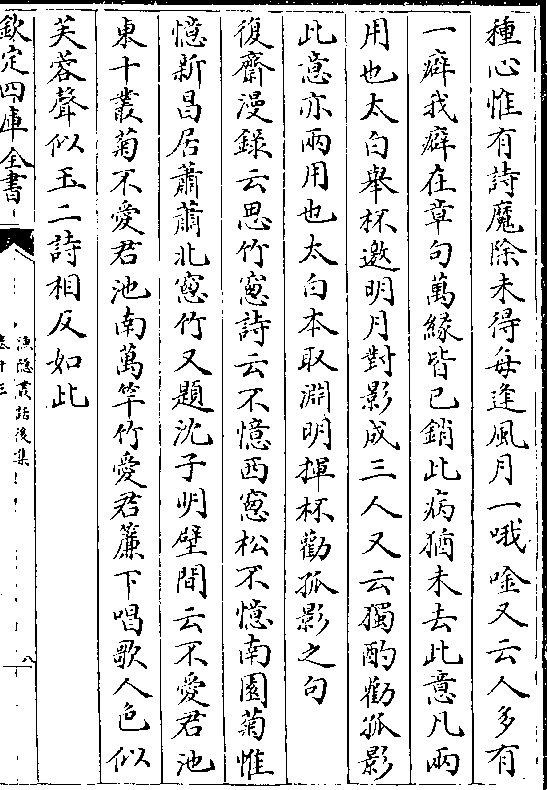 種心惟有詩魔除未得每逢風月一哦唫又云人多有
一癖我癖在章句萬緣皆已銷此病猶未去此意凡兩
用也太白舉杯邀明月對影成三人又云獨酌勸孤影
此意亦兩用也太白本取淵明揮杯勸孤影之句
復齋漫錄云思竹窻詩云不憶西窻松不憶南園菊惟
憶新昌居蕭蕭北窻竹又題沈子明壁間云不愛君池
東十叢菊不愛君池南萬竿竹愛君簾下唱歌人色似
芙蓉聲似玉二詩相反如此
欽定四庫全書
漁隱叢話後集
卷十三
八